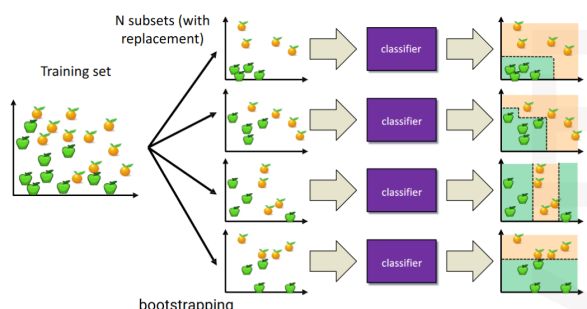 N subsets (with
replacement)
Training set
classifier
classifier
classifier
classifier
bootstrapping